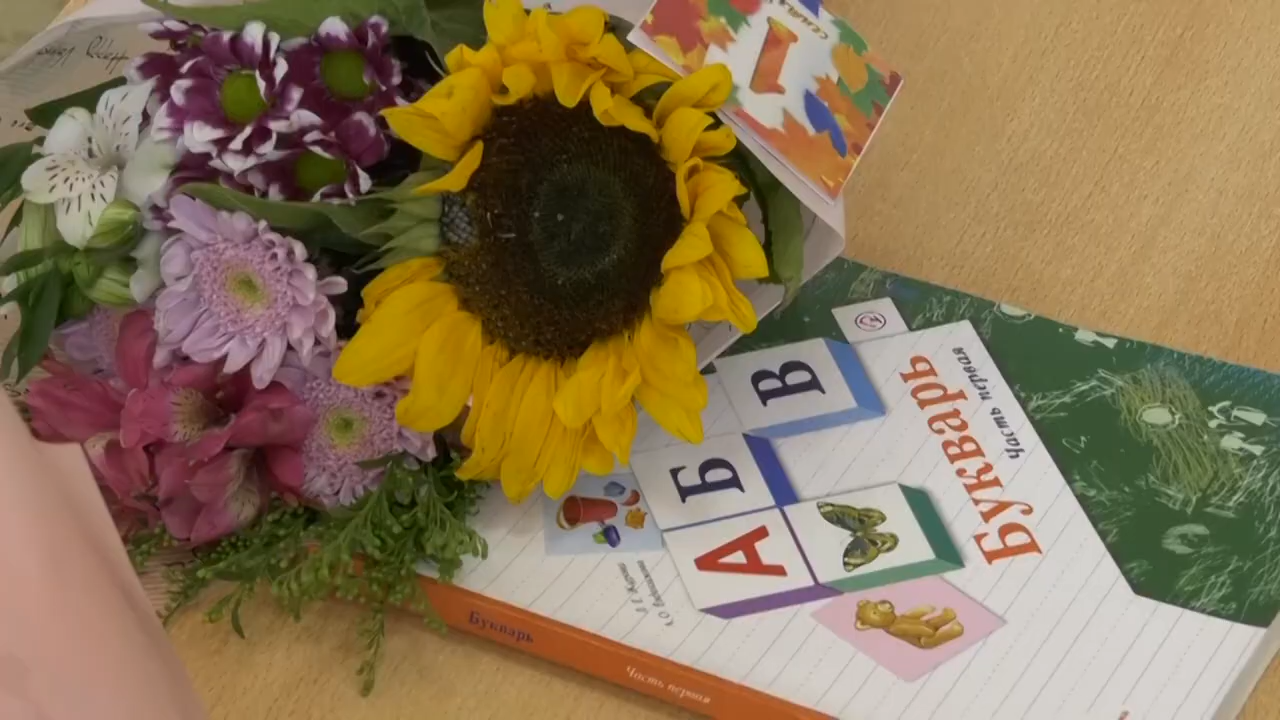 1
В
Б
А
Букварь
Часть первая
Букварь
Часть первая